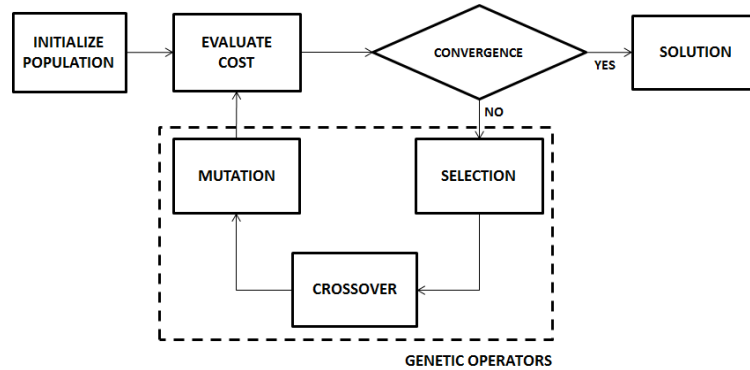 INITIALIZE
POPULATION
EVALUATE
COST
CONVERGENCE
YES
SOLUTION
NO
MUTATION
SELECTION
CROSSOVER
GENETIC OPERATORS